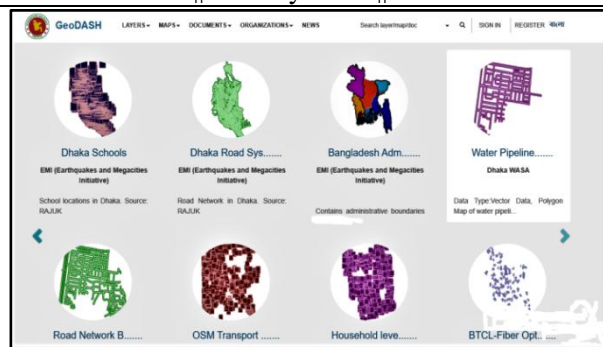 GeoDASH LAYERS MAPS DOCUMENTS ORGANIZATIONS NEWS Search layer/map/doc SIGN IN REGISTER বাংলা
Dhaka Schools
EMI (Earthquakes and Megacities
Initiative)
School locations in Dhaka. Source:
RAJUK
Dhaka Road Sys.......
EMI (Earthquakes and Megacities
Initiative)
Road Network in Dhaka. Source:
RAJUK
Bangladesh Adm.......
EMI (Earthquakes and Megacities
Initiative)
Contains administrative boundaries
Water Pipeline.......
Dhaka WASA
Data Type:Vector Data, Polygon
Map of water pipeli...
Road Network B.......
OSM Transport .......
Household leve.......
BTCL-Fiber Opt.......